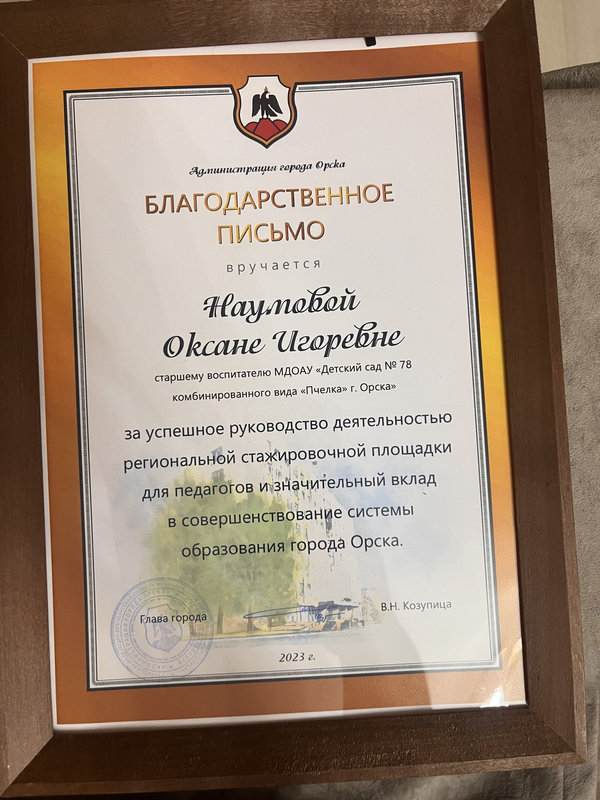 Администрация города Орска
БЛАГОДАРСТВЕННОЕ
ПИСЬМО
вручается
Наумовой
Оксане Игоревне
старшему воспитателю МДОАУ «Детский сад № 78
комбинированного вида «Пчелка» г. Орска»
за успешное руководство деятельностью
региональной стажировочной площадки
для педагогов и значительный вклад
в совершенствование системы
образования города Орска.
Глава города
В.Н. Козупица
2023 г.